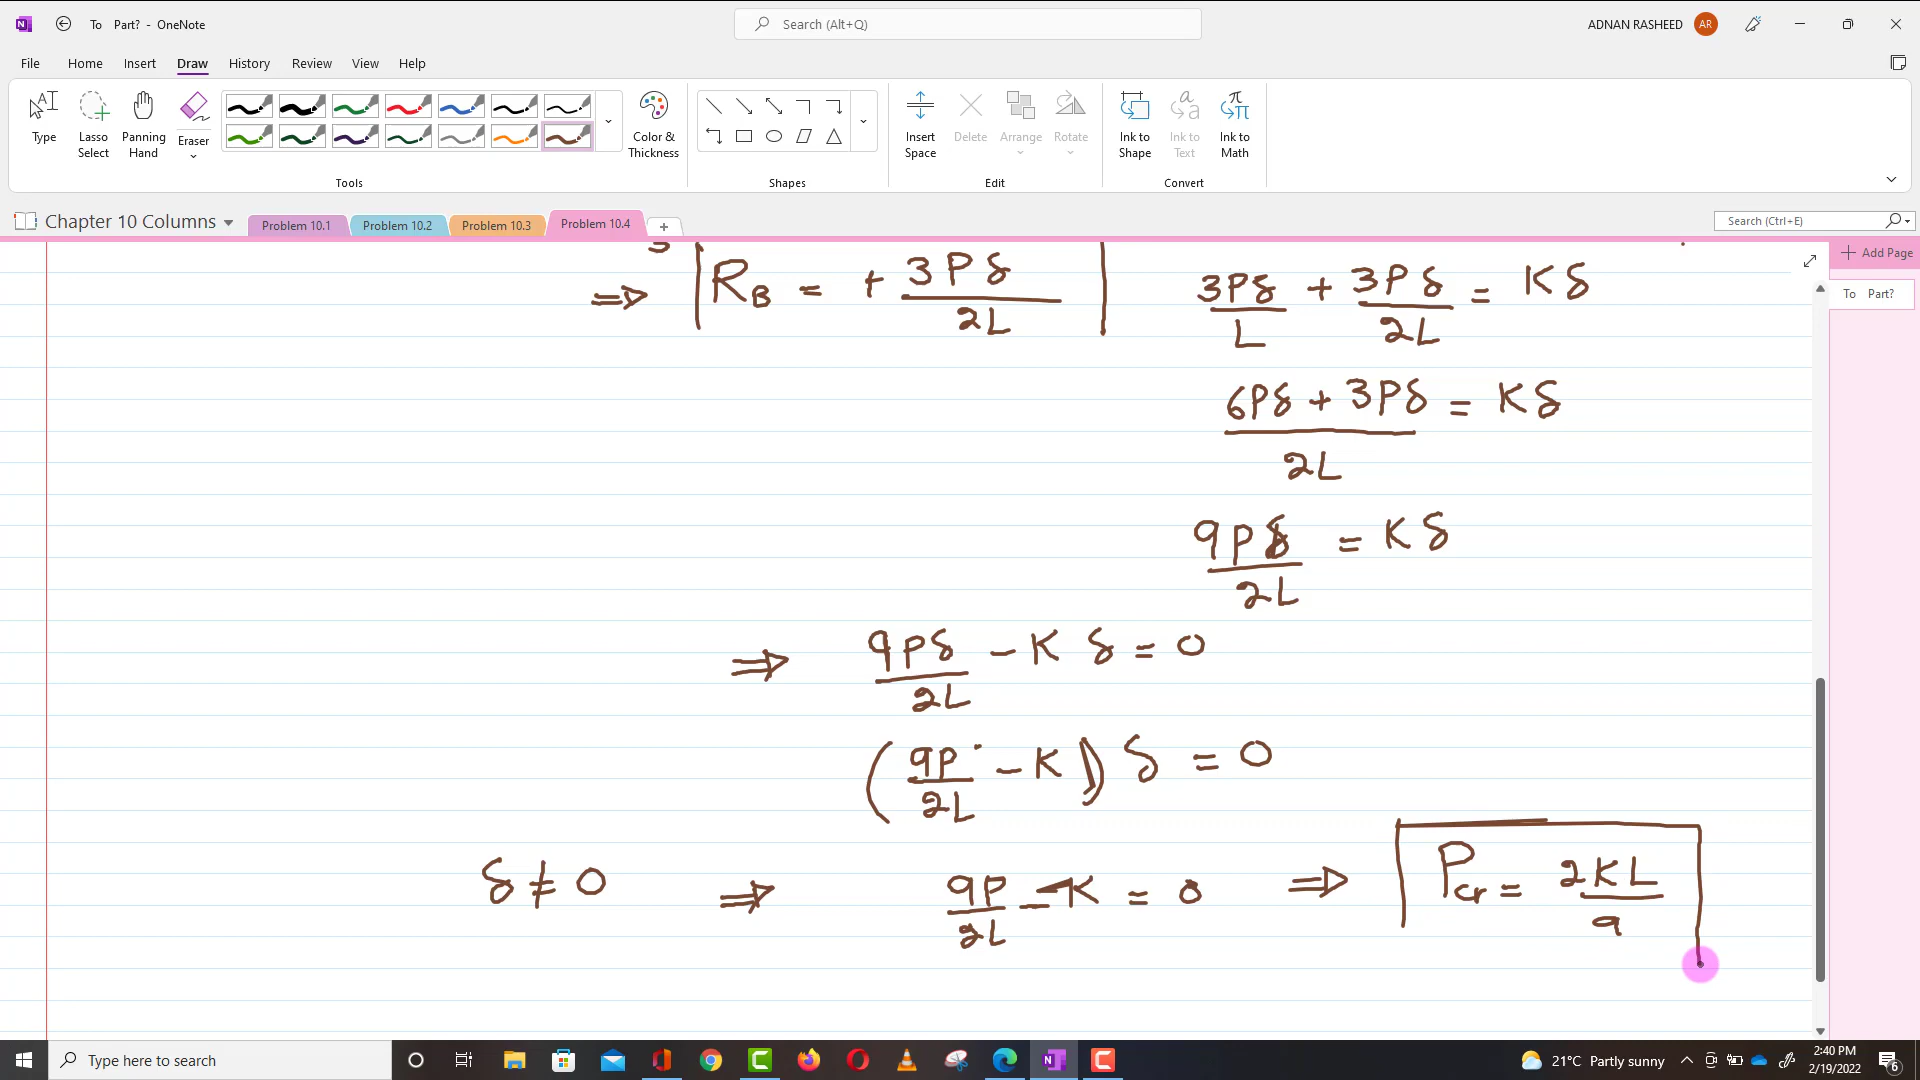 To Part? - OneNote
Search (Alt+Q)
ADNAN RASHEED AR
File Home Insert Draw History Review View Help
Type
Lasso Select
Panning Hand
Eraser
Color & Thickness
Insert Space
Delete
Arrange
Rotate
Ink to Shape
Ink to Text
Ink to Math
Tools Shapes Edit Convert
Chapter 10 Columns
Problem 10.1 Problem 10.2 Problem 10.3 Problem 10.4
Search (Ctrl+E)
Add Page
To Part?
⇒ R_B = + 3Pδ/2L
3Pδ/L + 3Pδ/2L = Kδ
6Pδ + 3Pδ/2L = Kδ
9Pδ/2L = Kδ
⇒ 9Pδ/2L - Kδ = 0
(9P/2L - K) δ = 0
δ ≠ 0 ⇒ 9P/2L - K = 0 ⇒ P_cr = 2KL/9
Type here to search
21°C Partly sunny
2:40 PM
2/19/2022
6